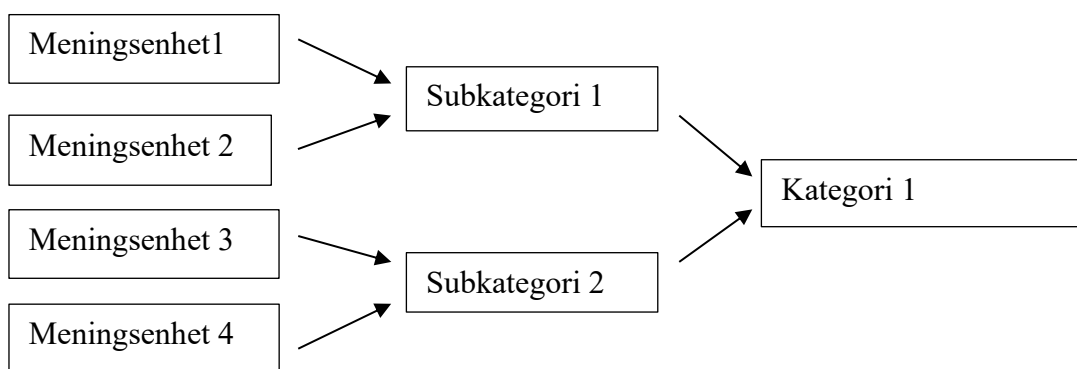 Meningsenhet1
Meningsenhet 2
Meningsenhet 3
Meningsenhet 4
Subkategori 1
Subkategori 2
Kategori 1